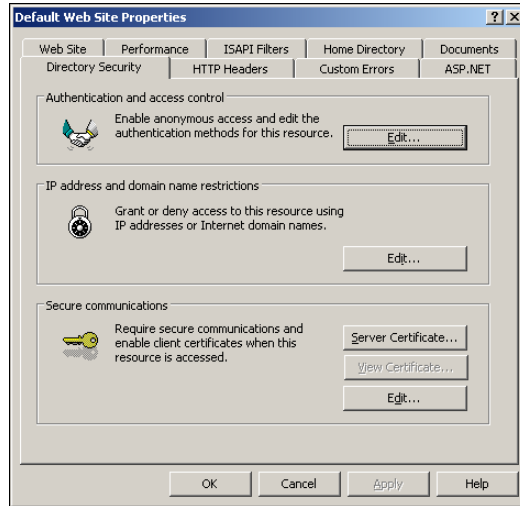 Default Web Site Properties
Web Site Performance ISAPI Filters Home Directory Documents
Directory Security HTTP Headers Custom Errors ASP.NET
Authentication and access control
Enable anonymous access and edit the
authentication methods for this resource.
Edit...
IP address and domain name restrictions
Grant or deny access to this resource using
IP addresses or Internet domain names.
Edit...
Secure communications
Require secure communications and
enable client certificates when this
resource is accessed.
Server Certificate...
View Certificate...
Edit...
OK Cancel Apply Help